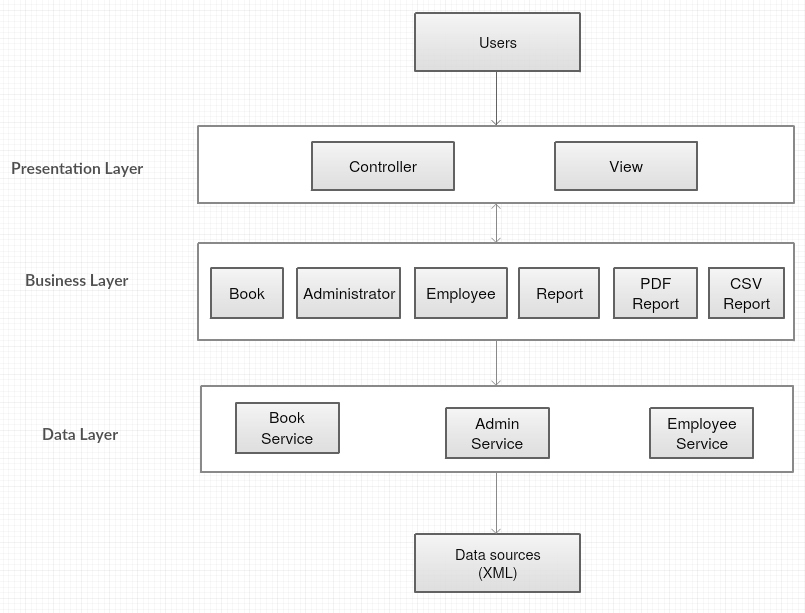 Users
Presentation Layer
Controller
View
Business Layer
Book
Administrator
Employee
Report
PDF
Report
CSV
Report
Data Layer
Book
Service
Admin
Service
Employee
Service
Data sources
(XML)